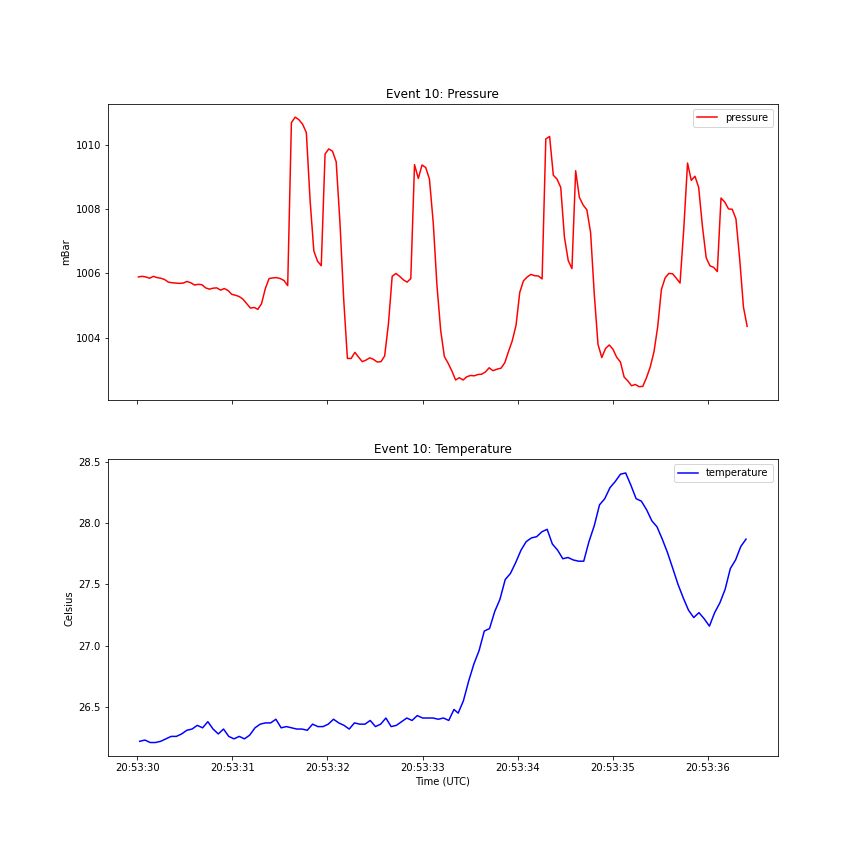 Event 10: Pressure
pressure
1010
1008
1006
1004
mBar
Event 10: Temperature
temperature
28.5
28.0
27.5
27.0
26.5
Celsius
20:53:30 20:53:31 20:53:32 20:53:33 20:53:34 20:53:35 20:53:36
Time (UTC)